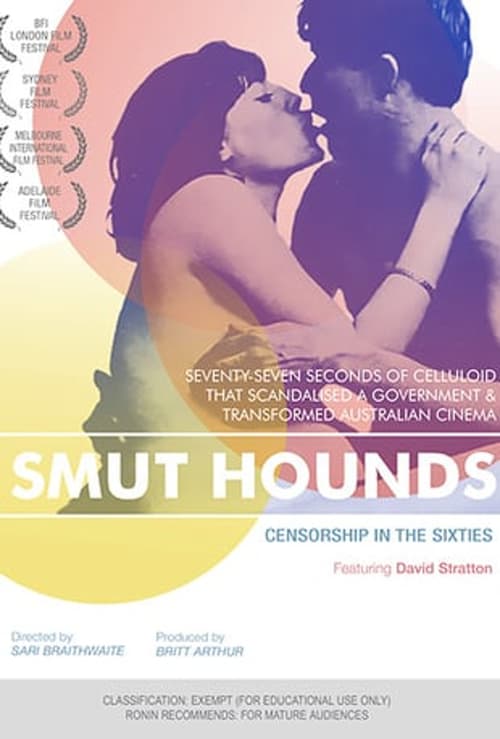 BFI
LONDON FILM
FESTIVAL
SYDNEY
FILM
FESTIVAL
MELBOURNE
INTERNATIONAL
FILM FESTIVAL
ADELAIDE
FILM
FESTIVAL
SEVENTY-SEVEN SECONDS OF CELLULOID
THAT SCANDALISED A GOVERNMENT &
TRANSFORMED AUSTRALIAN CINEMA
SMUT HOUNDS
CENSORSHIP IN THE SIXTIES
Featuring David Stratton
Directed by
SARI BRAITHWAITE
Produced by
BRITT ARTHUR
CLASSIFICATION: EXEMPT (FOR EDUCATIONAL USE ONLY)
RONIN RECOMMENDS: FOR MATURE AUDIENCES